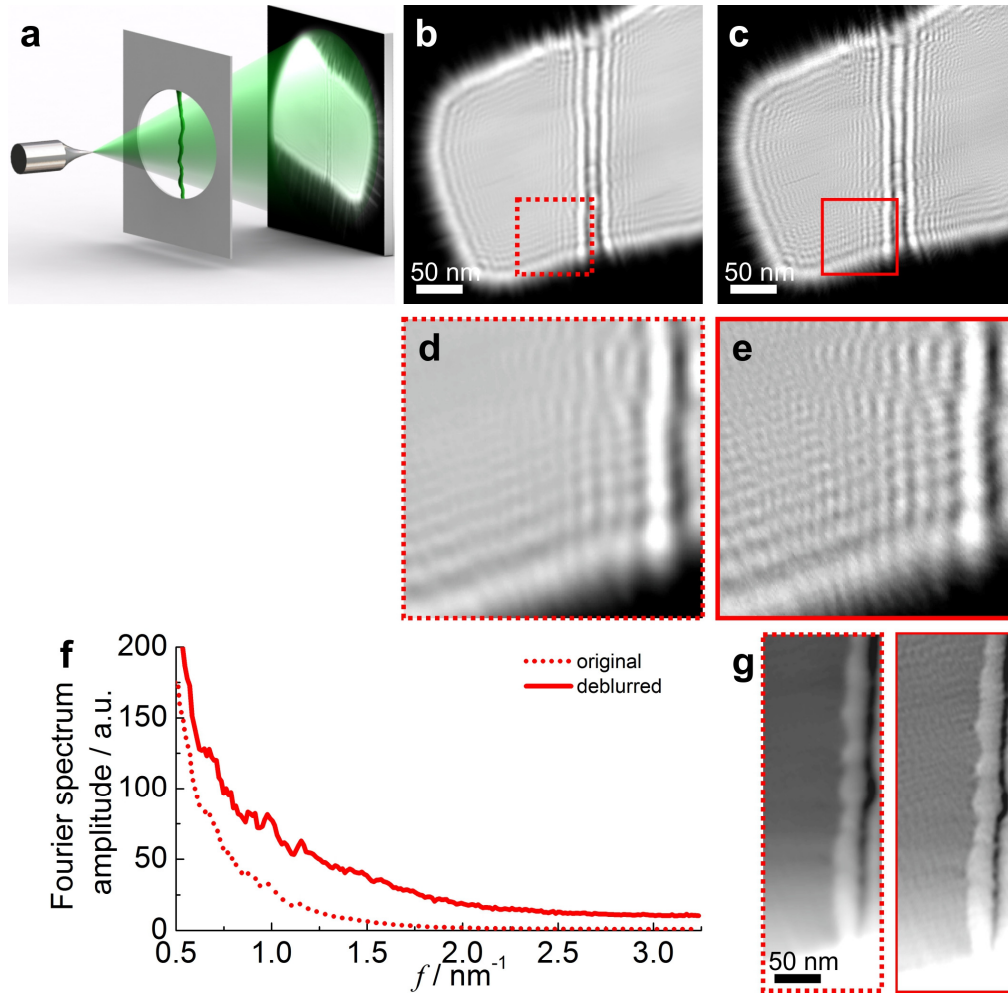 a
b
c
50 nm
50 nm
d
e
f
200
150
100
50
0
Fourier spectrum
amplitude / a.u.
original
deblurred
0.5
1.0
1.5
2.0
2.5
3.0
f / nm⁻¹
g
50 nm